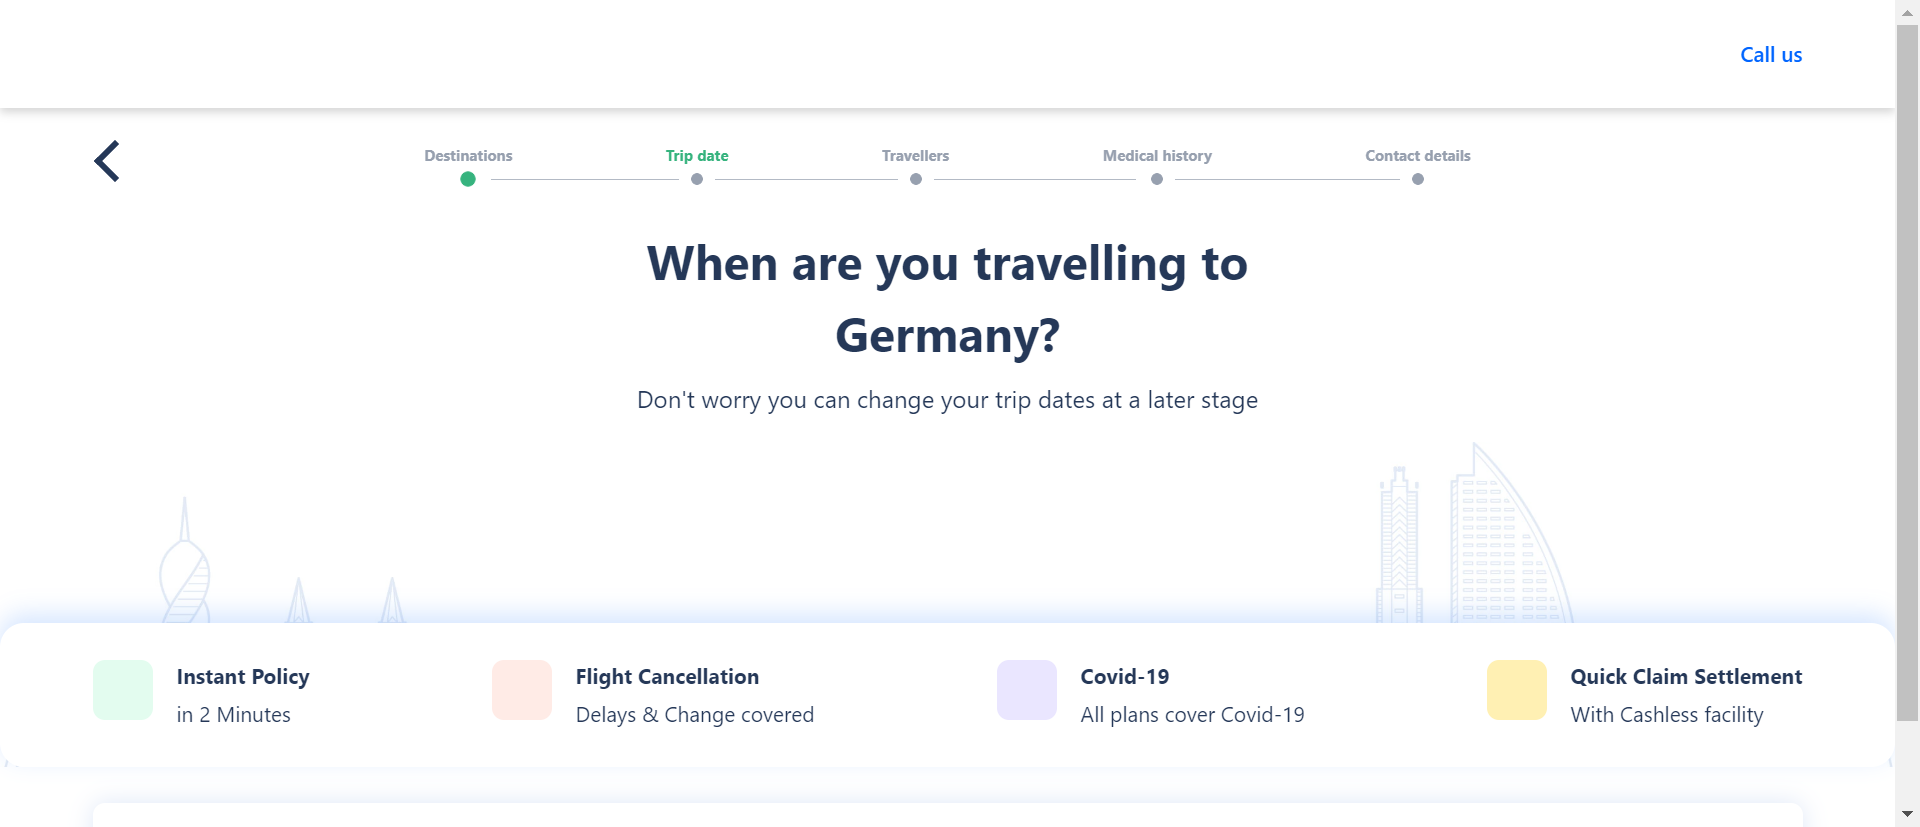 Call us
Destinations
Trip date
Travellers
Medical history
Contact details
When are you travelling to
Germany?
Don't worry you can change your trip dates at a later stage
Instant Policy
in 2 Minutes
Flight Cancellation
Delays & Change covered
Covid-19
All plans cover Covid-19
Quick Claim Settlement
With Cashless facility